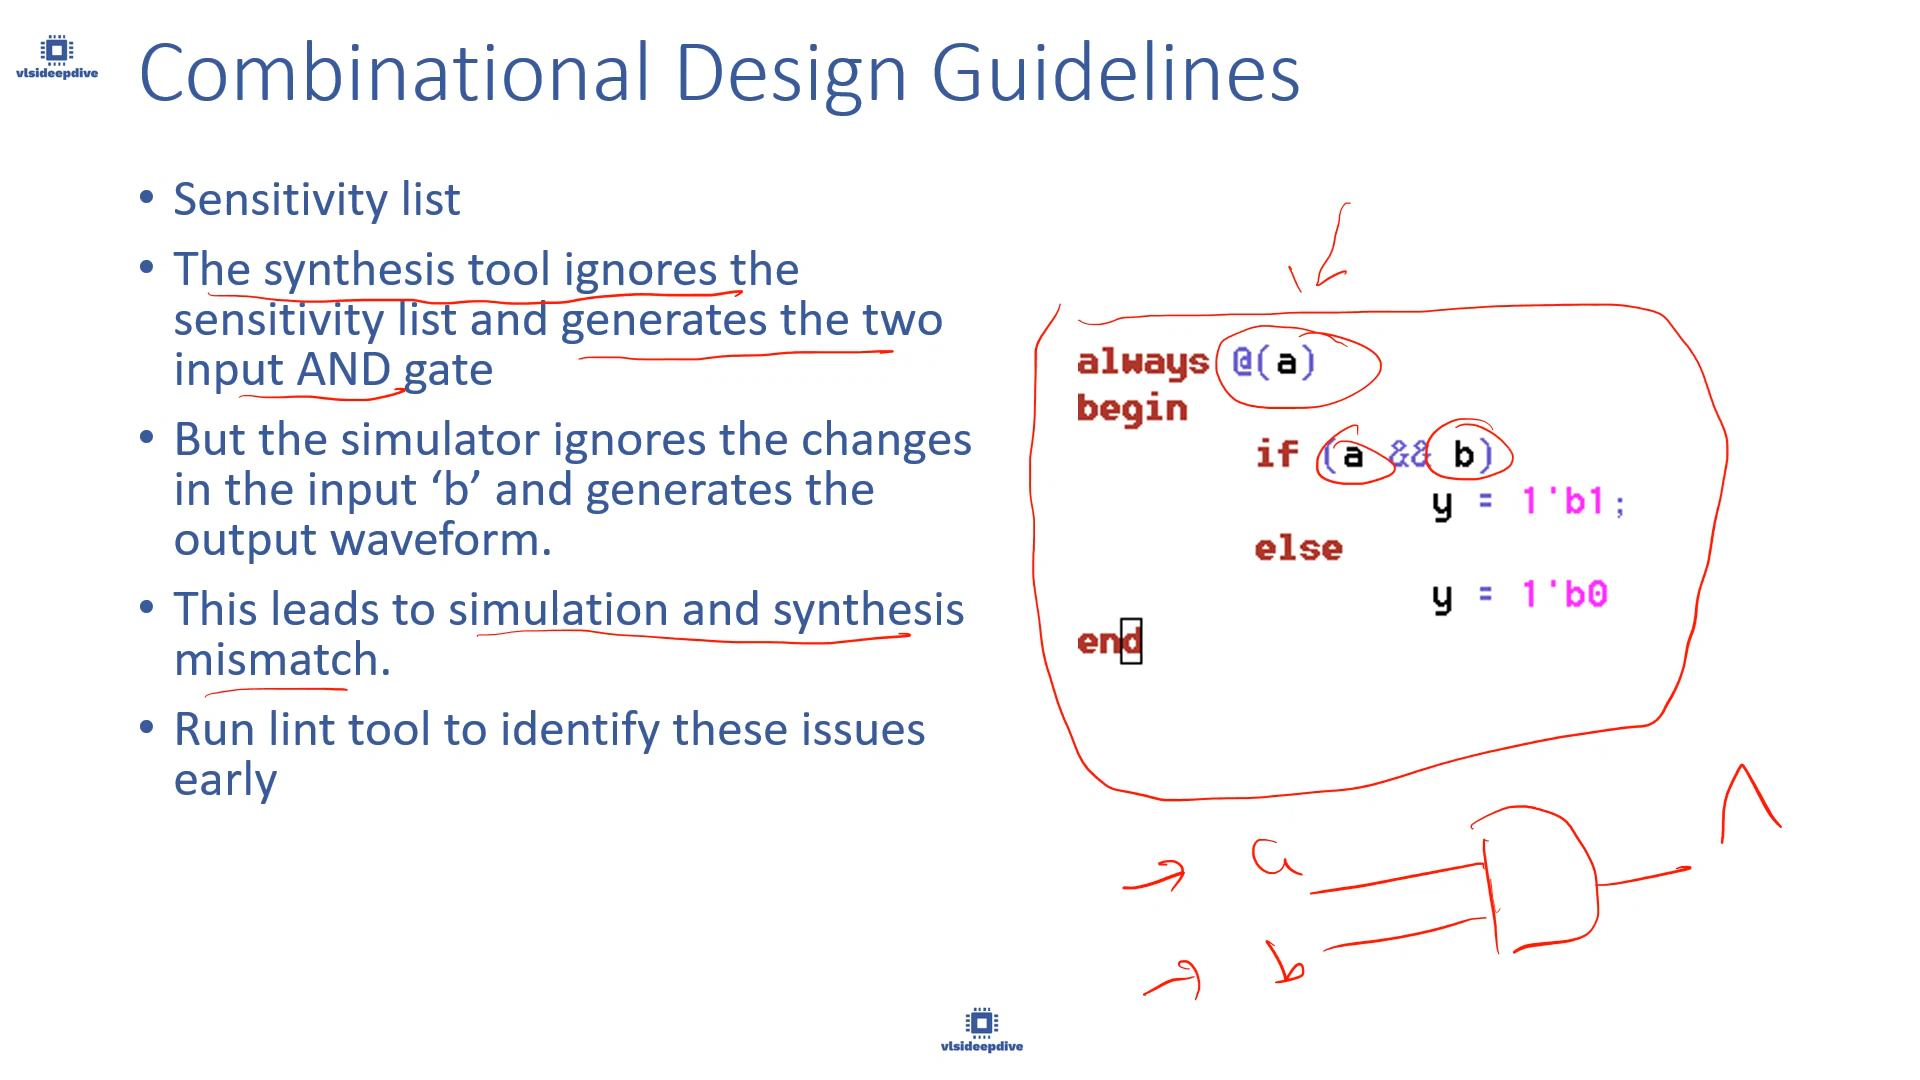 vlsideepdive
Combinational Design Guidelines
• Sensitivity list
• The synthesis tool ignores the
sensitivity list and generates the two
input AND gate
• But the simulator ignores the changes
in the input ‘b’ and generates the
output waveform.
• This leads to simulation and synthesis
mismatch.
• Run lint tool to identify these issues
early
always @(a)
begin
if (a && b)
y = 1'b1;
else
y = 1'b0
end
a
b
vlsideepdive